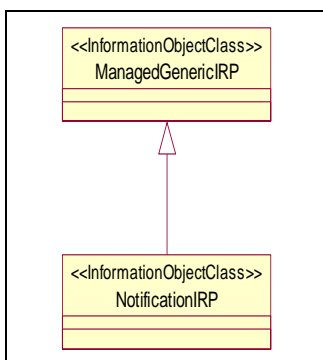 <<InformationObjectClass>>
ManagedGenericIRP
<<InformationObjectClass>>
NotificationIRP